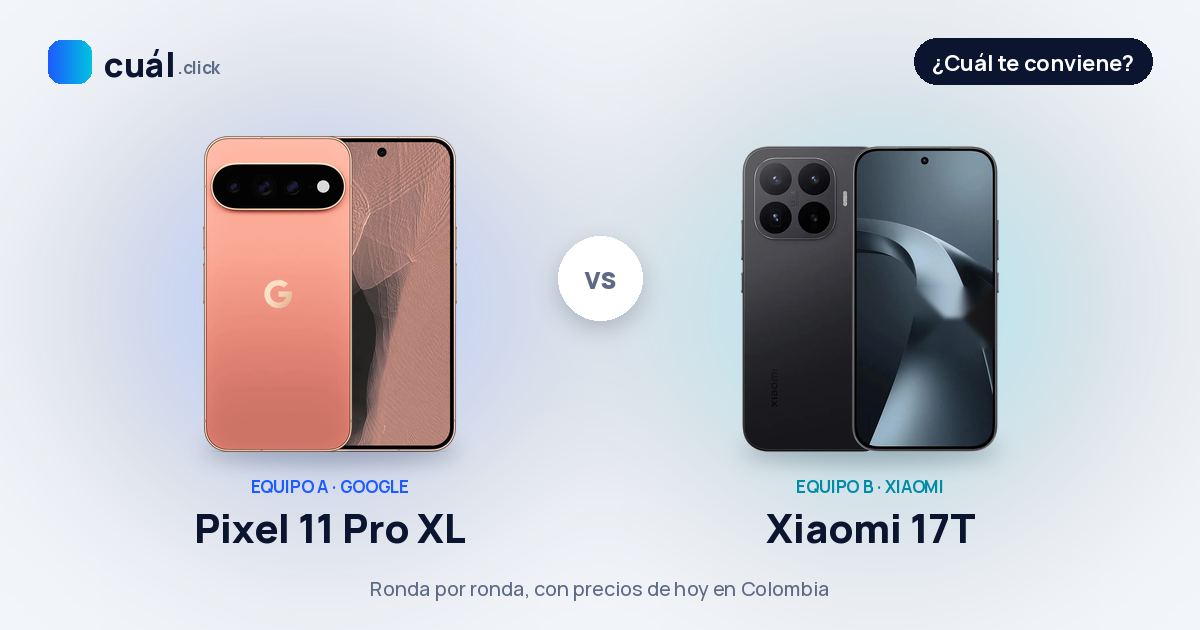 cuál.click
¿Cuál te conviene?
G
xiaomi
VS
EQUIPO A · GOOGLE
EQUIPO B · XIAOMI
Pixel 11 Pro XL
Xiaomi 17T
Ronda por ronda, con precios de hoy en Colombia